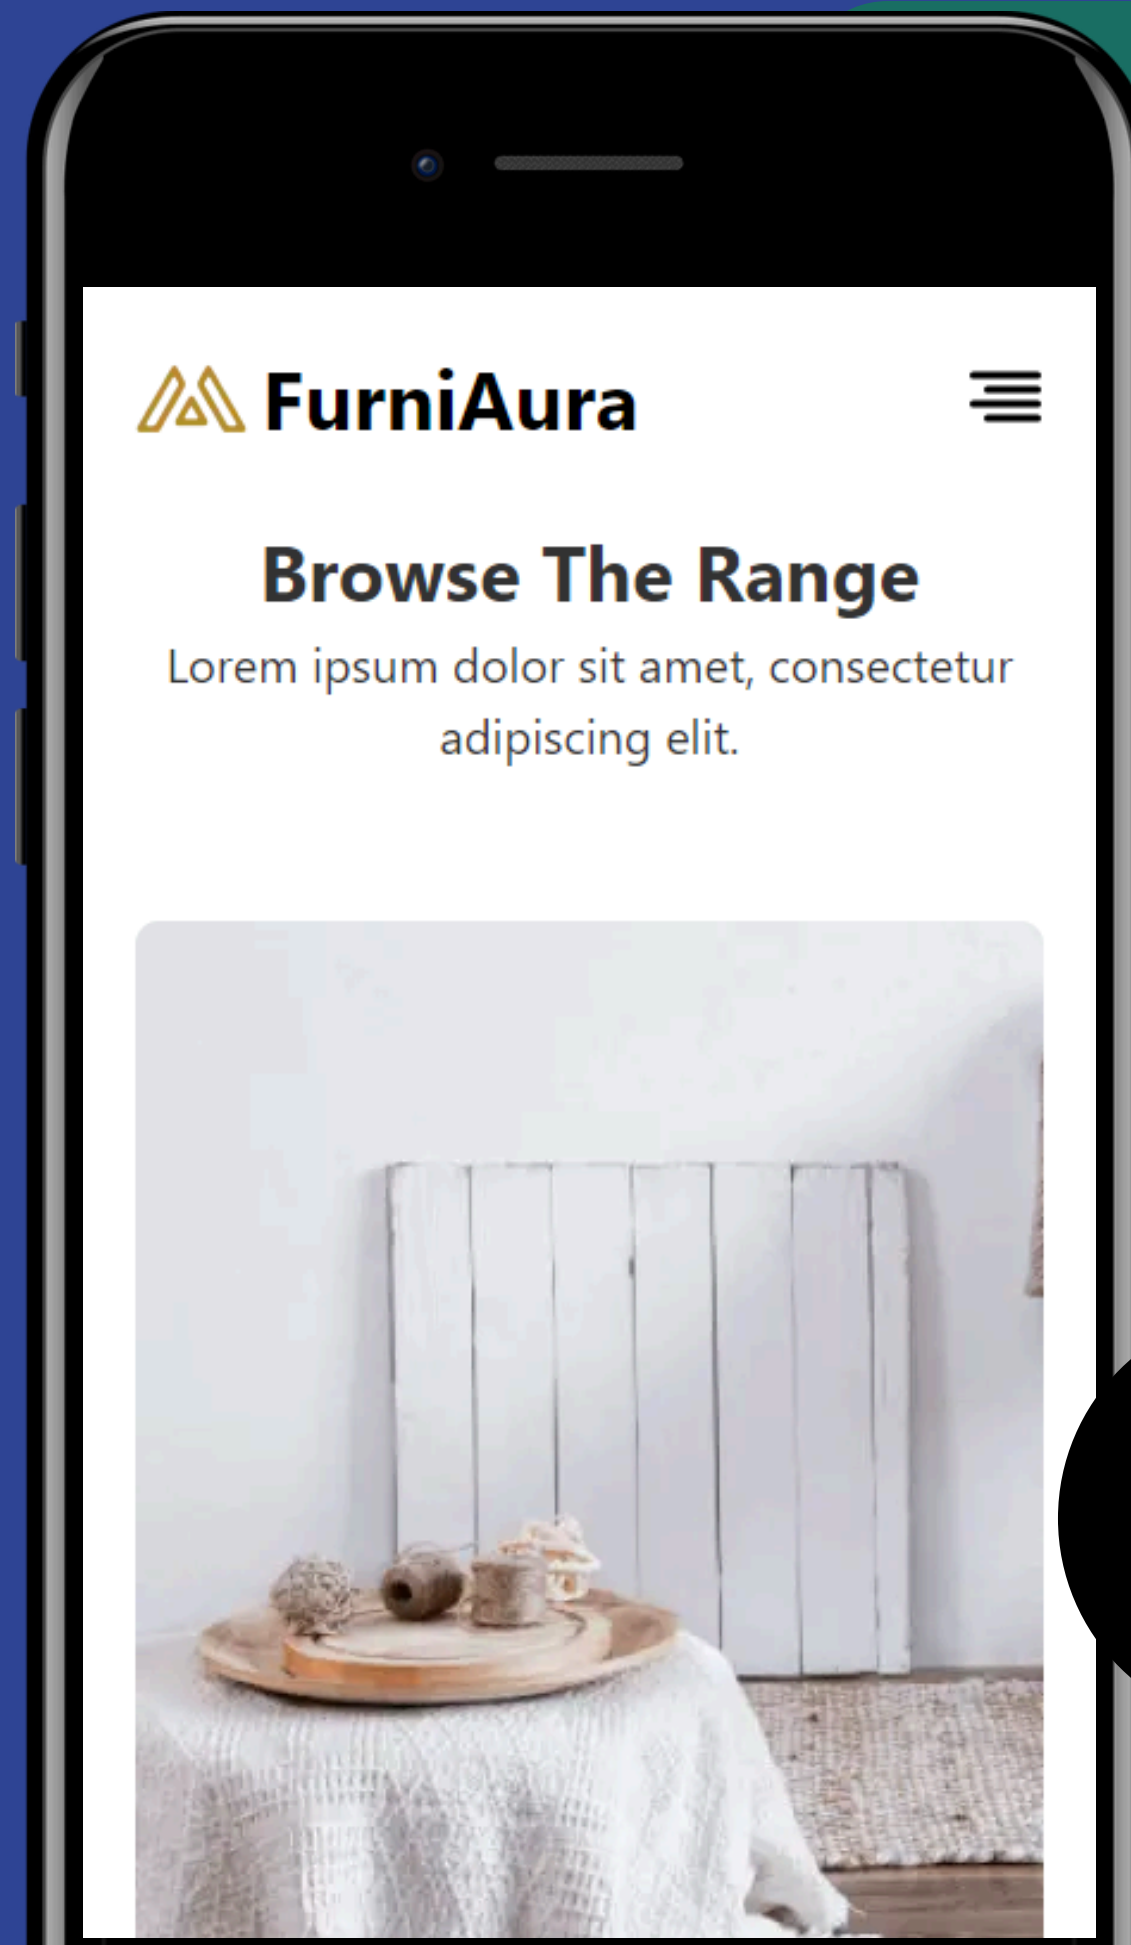 FurniAura
Browse The Range
Lorem ipsum dolor sit amet, consectetur
adipiscing elit.